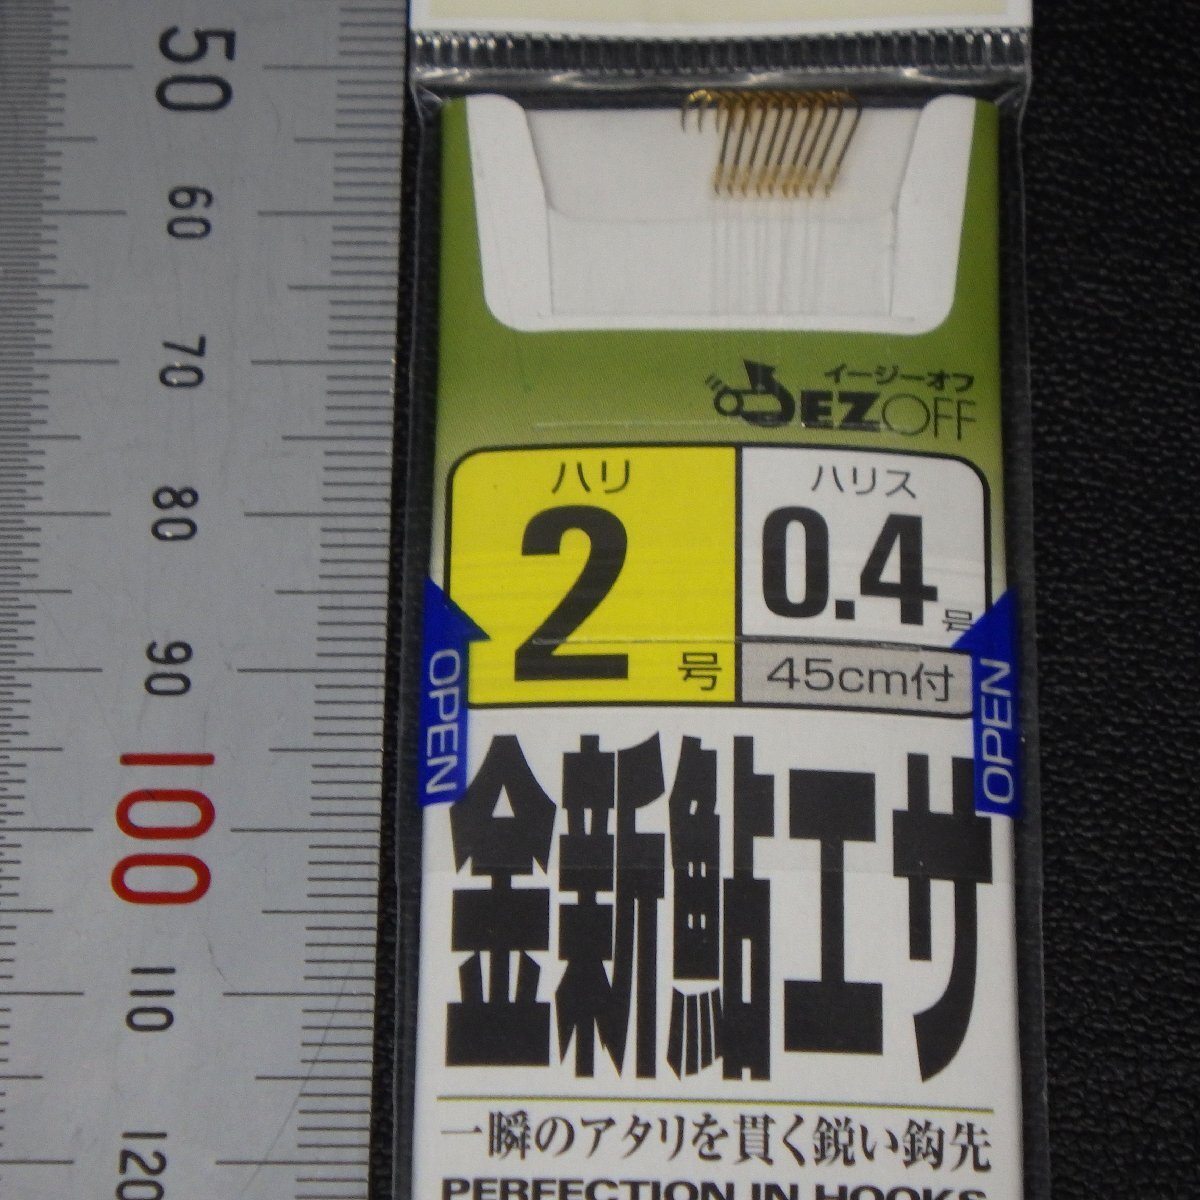 50
60
70
80
90
100
110
120
イージーオフ
EZOFF
ハリ
2号
ハリス
0.4号
45cm付
OPEN
OPEN
金新鮎エサ
一瞬のアタリを貫く鋭い鈎先
PERFECTION IN HOOKS